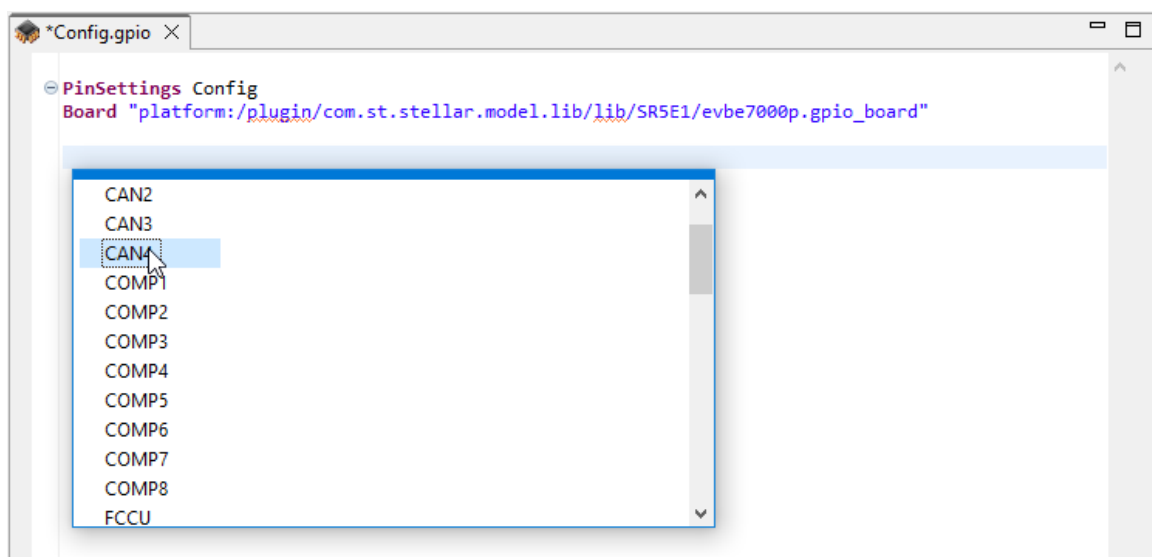 *Config.gpio
PinSettings Config
Board "platform:/plugin/com.st.stellar.model.lib/lib/SR5E1/evbe7000p.gpio_board"
CAN2
CAN3
CAN4
COMP1
COMP2
COMP3
COMP4
COMP5
COMP6
COMP7
COMP8
FCCU